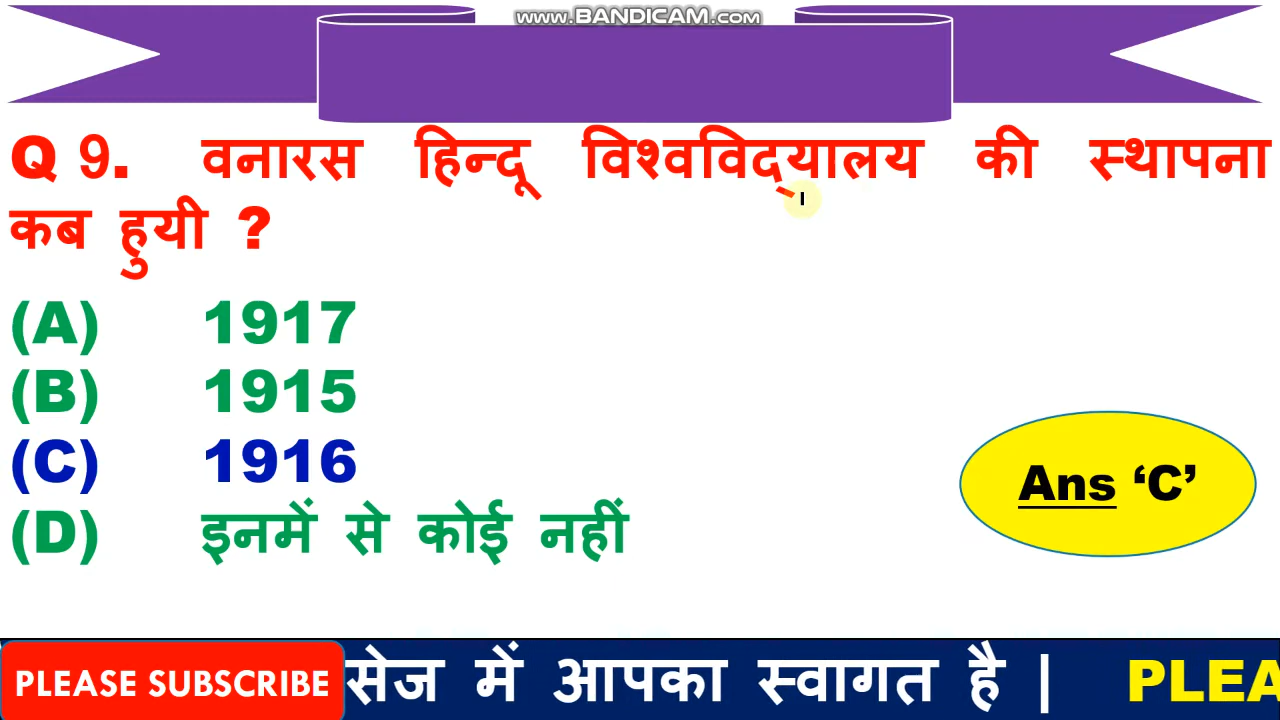 www.BANDICAM.com
Q 9. वनारस हिन्दू विश्वविद्यालय की स्थापना
कब हुयी ?
(A) 1917
(B) 1915
(C) 1916
(D) इनमें से कोई नहीं
Ans ‘C’
PLEASE SUBSCRIBE सेज में आपका स्वागत है | PLEA